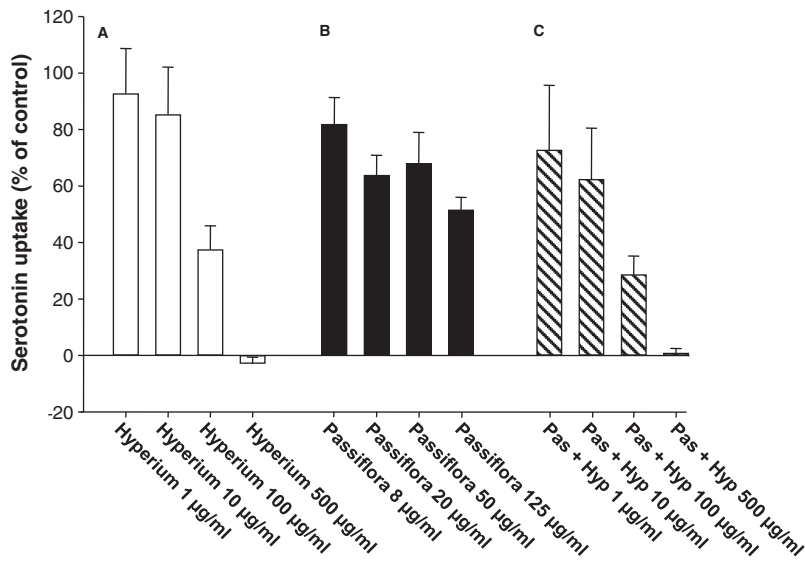 A
B
C
Serotonin uptake (% of control)
120
100
80
60
40
20
0
-20
Hyperium 1 µg/ml
Hyperium 10 µg/ml
Hyperium 100 µg/ml
Hyperium 500 µg/ml
Passiflora 8 µg/ml
Passiflora 20 µg/ml
Passiflora 50 µg/ml
Passiflora 125 µg/ml
Pas + Hyp 1 µg/ml
Pas + Hyp 10 µg/ml
Pas + Hyp 100 µg/ml
Pas + Hyp 500 µg/ml